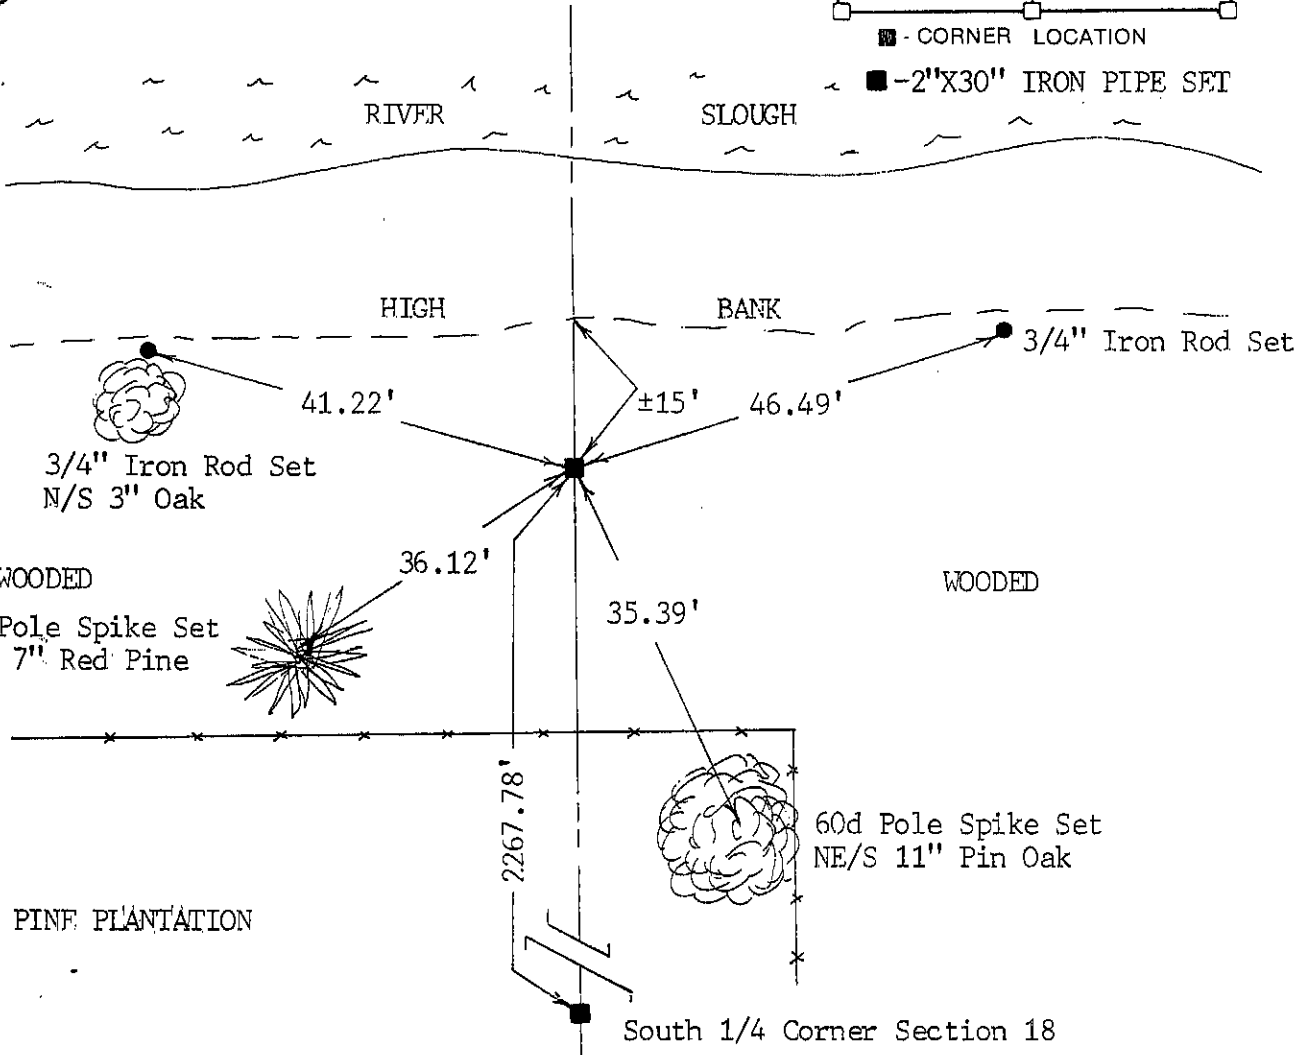 ■ - CORNER LOCATION
■ -2"X30" IRON PIPE SET
RIVER SLOUGH
HIGH BANK
3/4" Iron Rod Set
41.22'
±15'
46.49'
3/4" Iron Rod Set
N/S 3" Oak
36.12'
WOODED
WOODED
35.39'
Pole Spike Set
7" Red Pine
2267.78'
60d Pole Spike Set
NE/S 11" Pin Oak
PINE PLANTATION
South 1/4 Corner Section 18